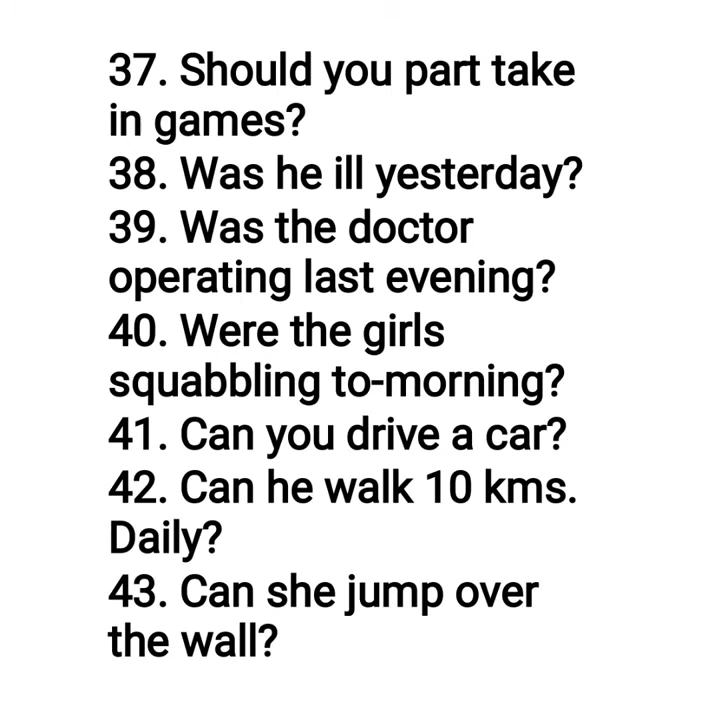 37. Should you part take
in games?
38. Was he ill yesterday?
39. Was the doctor
operating last evening?
40. Were the girls
squabbling to-morning?
41. Can you drive a car?
42. Can he walk 10 kms.
Daily?
43. Can she jump over
the wall?